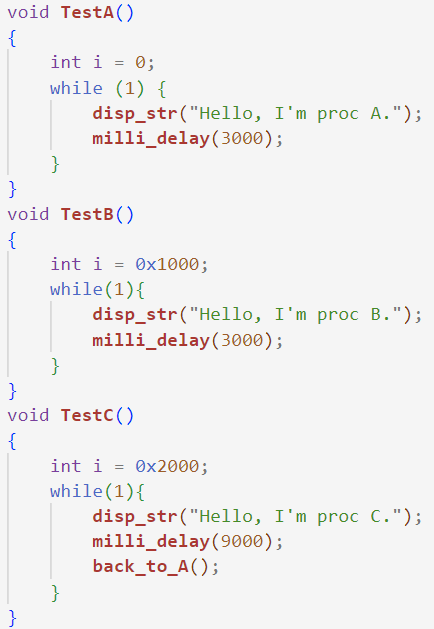 void TestA()
{
    int i = 0;
    while (1) {
        disp_str("Hello, I'm proc A.");
        milli_delay(3000);
    }
}
void TestB()
{
    int i = 0x1000;
    while(1){
        disp_str("Hello, I'm proc B.");
        milli_delay(3000);
    }
}
void TestC()
{
    int i = 0x2000;
    while(1){
        disp_str("Hello, I'm proc C.");
        milli_delay(9000);
        back_to_A();
    }
}